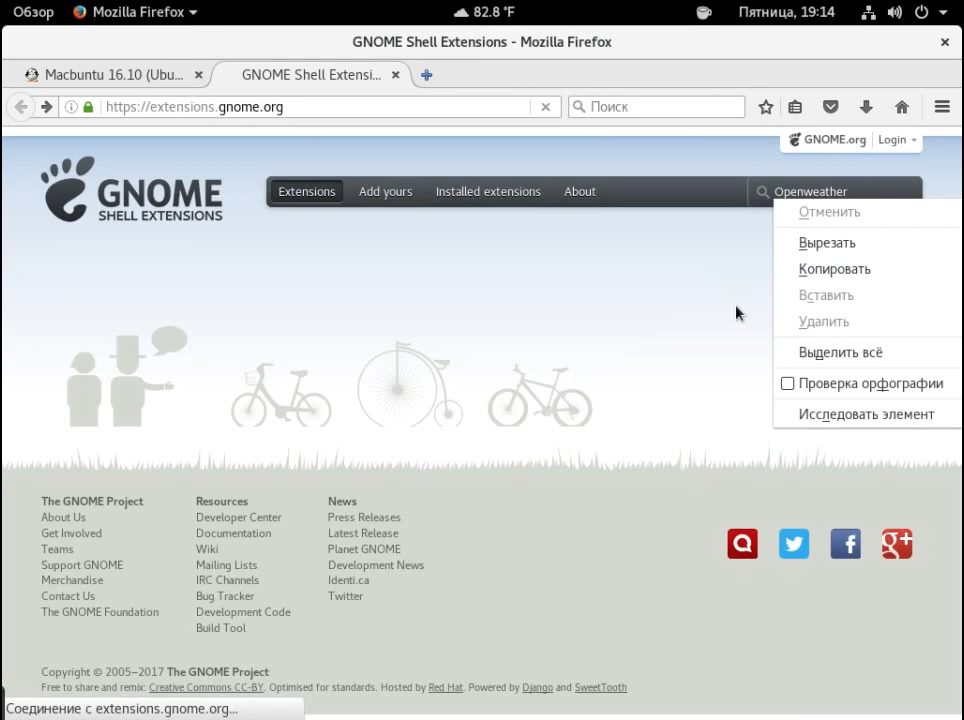 Обзор Mozilla Firefox 82.8 °F Пятница, 19:14
GNOME Shell Extensions - Mozilla Firefox
Macbuntu 16.10 (Ubu... GNOME Shell Extensi...
https://extensions.gnome.org Поиск
GNOME.org Login
GNOME
SHELL EXTENSIONS
Extensions Add yours Installed extensions About Openweather
Отменить
Вырезать
Копировать
Вставить
Удалить
Выделить всё
Проверка орфографии
Исследовать элемент
The GNOME Project
About Us
Get Involved
Teams
Support GNOME
Merchandise
Contact Us
The GNOME Foundation
Resources
Developer Center
Documentation
Wiki
Mailing Lists
IRC Channels
Bug Tracker
Development Code
Build Tool
News
Press Releases
Latest Release
Planet GNOME
Development News
Identi.ca
Twitter
g+
Copyright © 2005–2017 The GNOME Project
Free to share and remix: Creative Commons CC-BY. Optimised for standards. Hosted by Red Hat. Powered by Django and SweetTooth
Соединение с extensions.gnome.org...